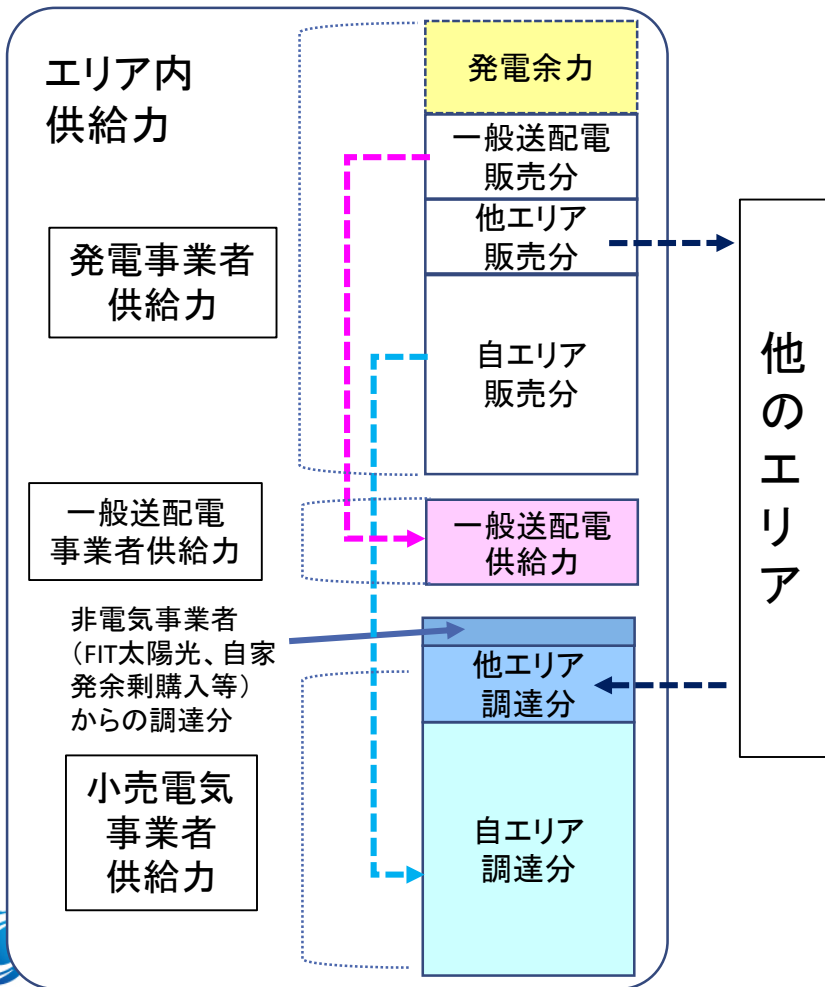 エリア内
供給力
発電余力
一般送配電
販売分
他エリア
販売分
発電事業者
供給力
自エリア
販売分
他のエリア
一般送配電
事業者供給力
一般送配電
供給力
非電気事業者
（FIT太陽光、自家
発余剰購入等）
からの調達分
他エリア
調達分
小売電気
事業者
供給力
自エリア
調達分